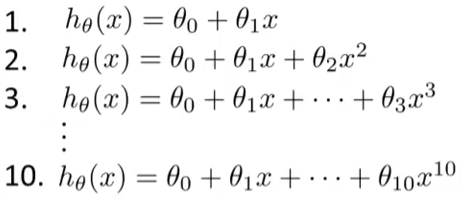 1. hθ(x) = θ₀ + θ₁x
2. hθ(x) = θ₀ + θ₁x + θ₂x²
3. hθ(x) = θ₀ + θ₁x + ⋯ + θ₃x³
⋮
10. hθ(x) = θ₀ + θ₁x + ⋯ + θ₁₀x¹⁰